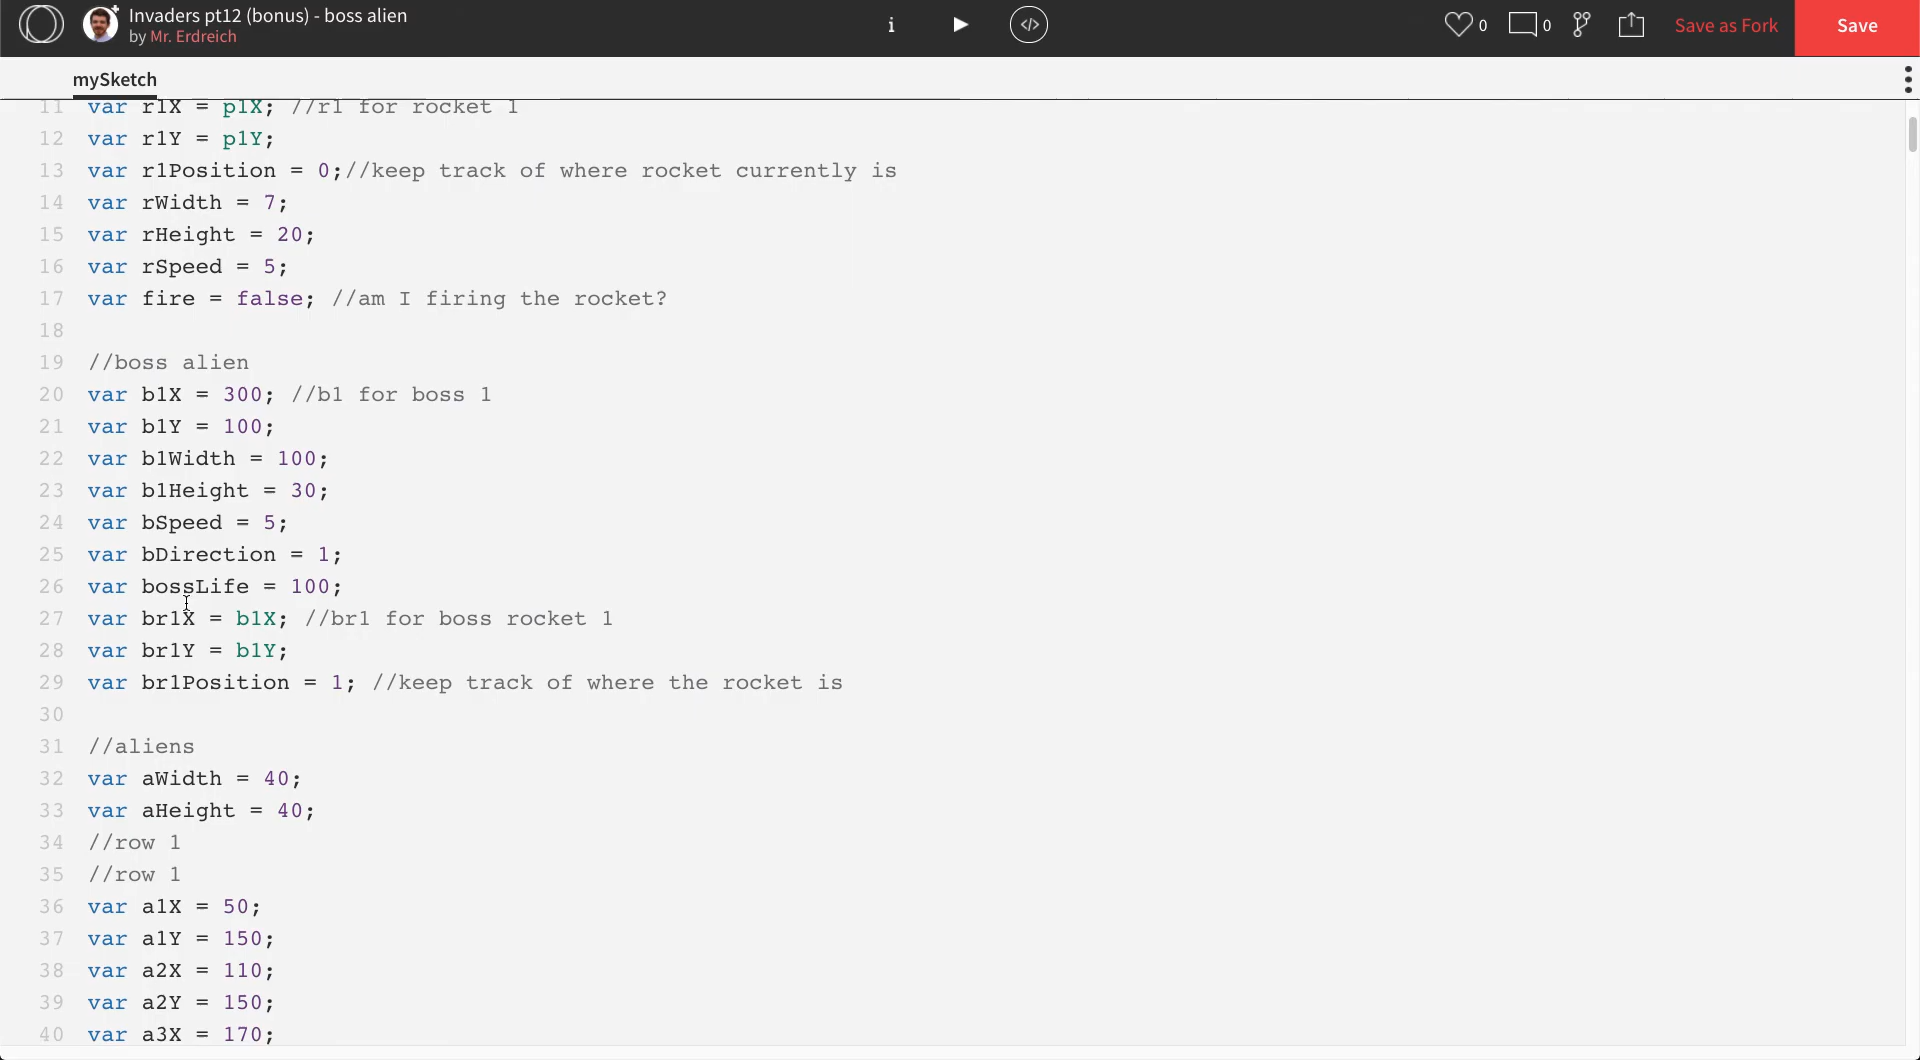 Invaders pt12 (bonus) - boss alien
by Mr. Erdreich
i
</>
0
0
Save as Fork
Save
mySketch
11 var r1X = p1X; //r1 for rocket 1
12 var r1Y = p1Y;
13 var r1Position = 0;//keep track of where rocket currently is
14 var rWidth = 7;
15 var rHeight = 20;
16 var rSpeed = 5;
17 var fire = false; //am I firing the rocket?
18
19 //boss alien
20 var b1X = 300; //b1 for boss 1
21 var b1Y = 100;
22 var b1Width = 100;
23 var b1Height = 30;
24 var bSpeed = 5;
25 var bDirection = 1;
26 var bossLife = 100;
27 var br1X = b1X; //br1 for boss rocket 1
28 var br1Y = b1Y;
29 var br1Position = 1; //keep track of where the rocket is
30
31 //aliens
32 var aWidth = 40;
33 var aHeight = 40;
34 //row 1
35 //row 1
36 var a1X = 50;
37 var a1Y = 150;
38 var a2X = 110;
39 var a2Y = 150;
40 var a3X = 170;